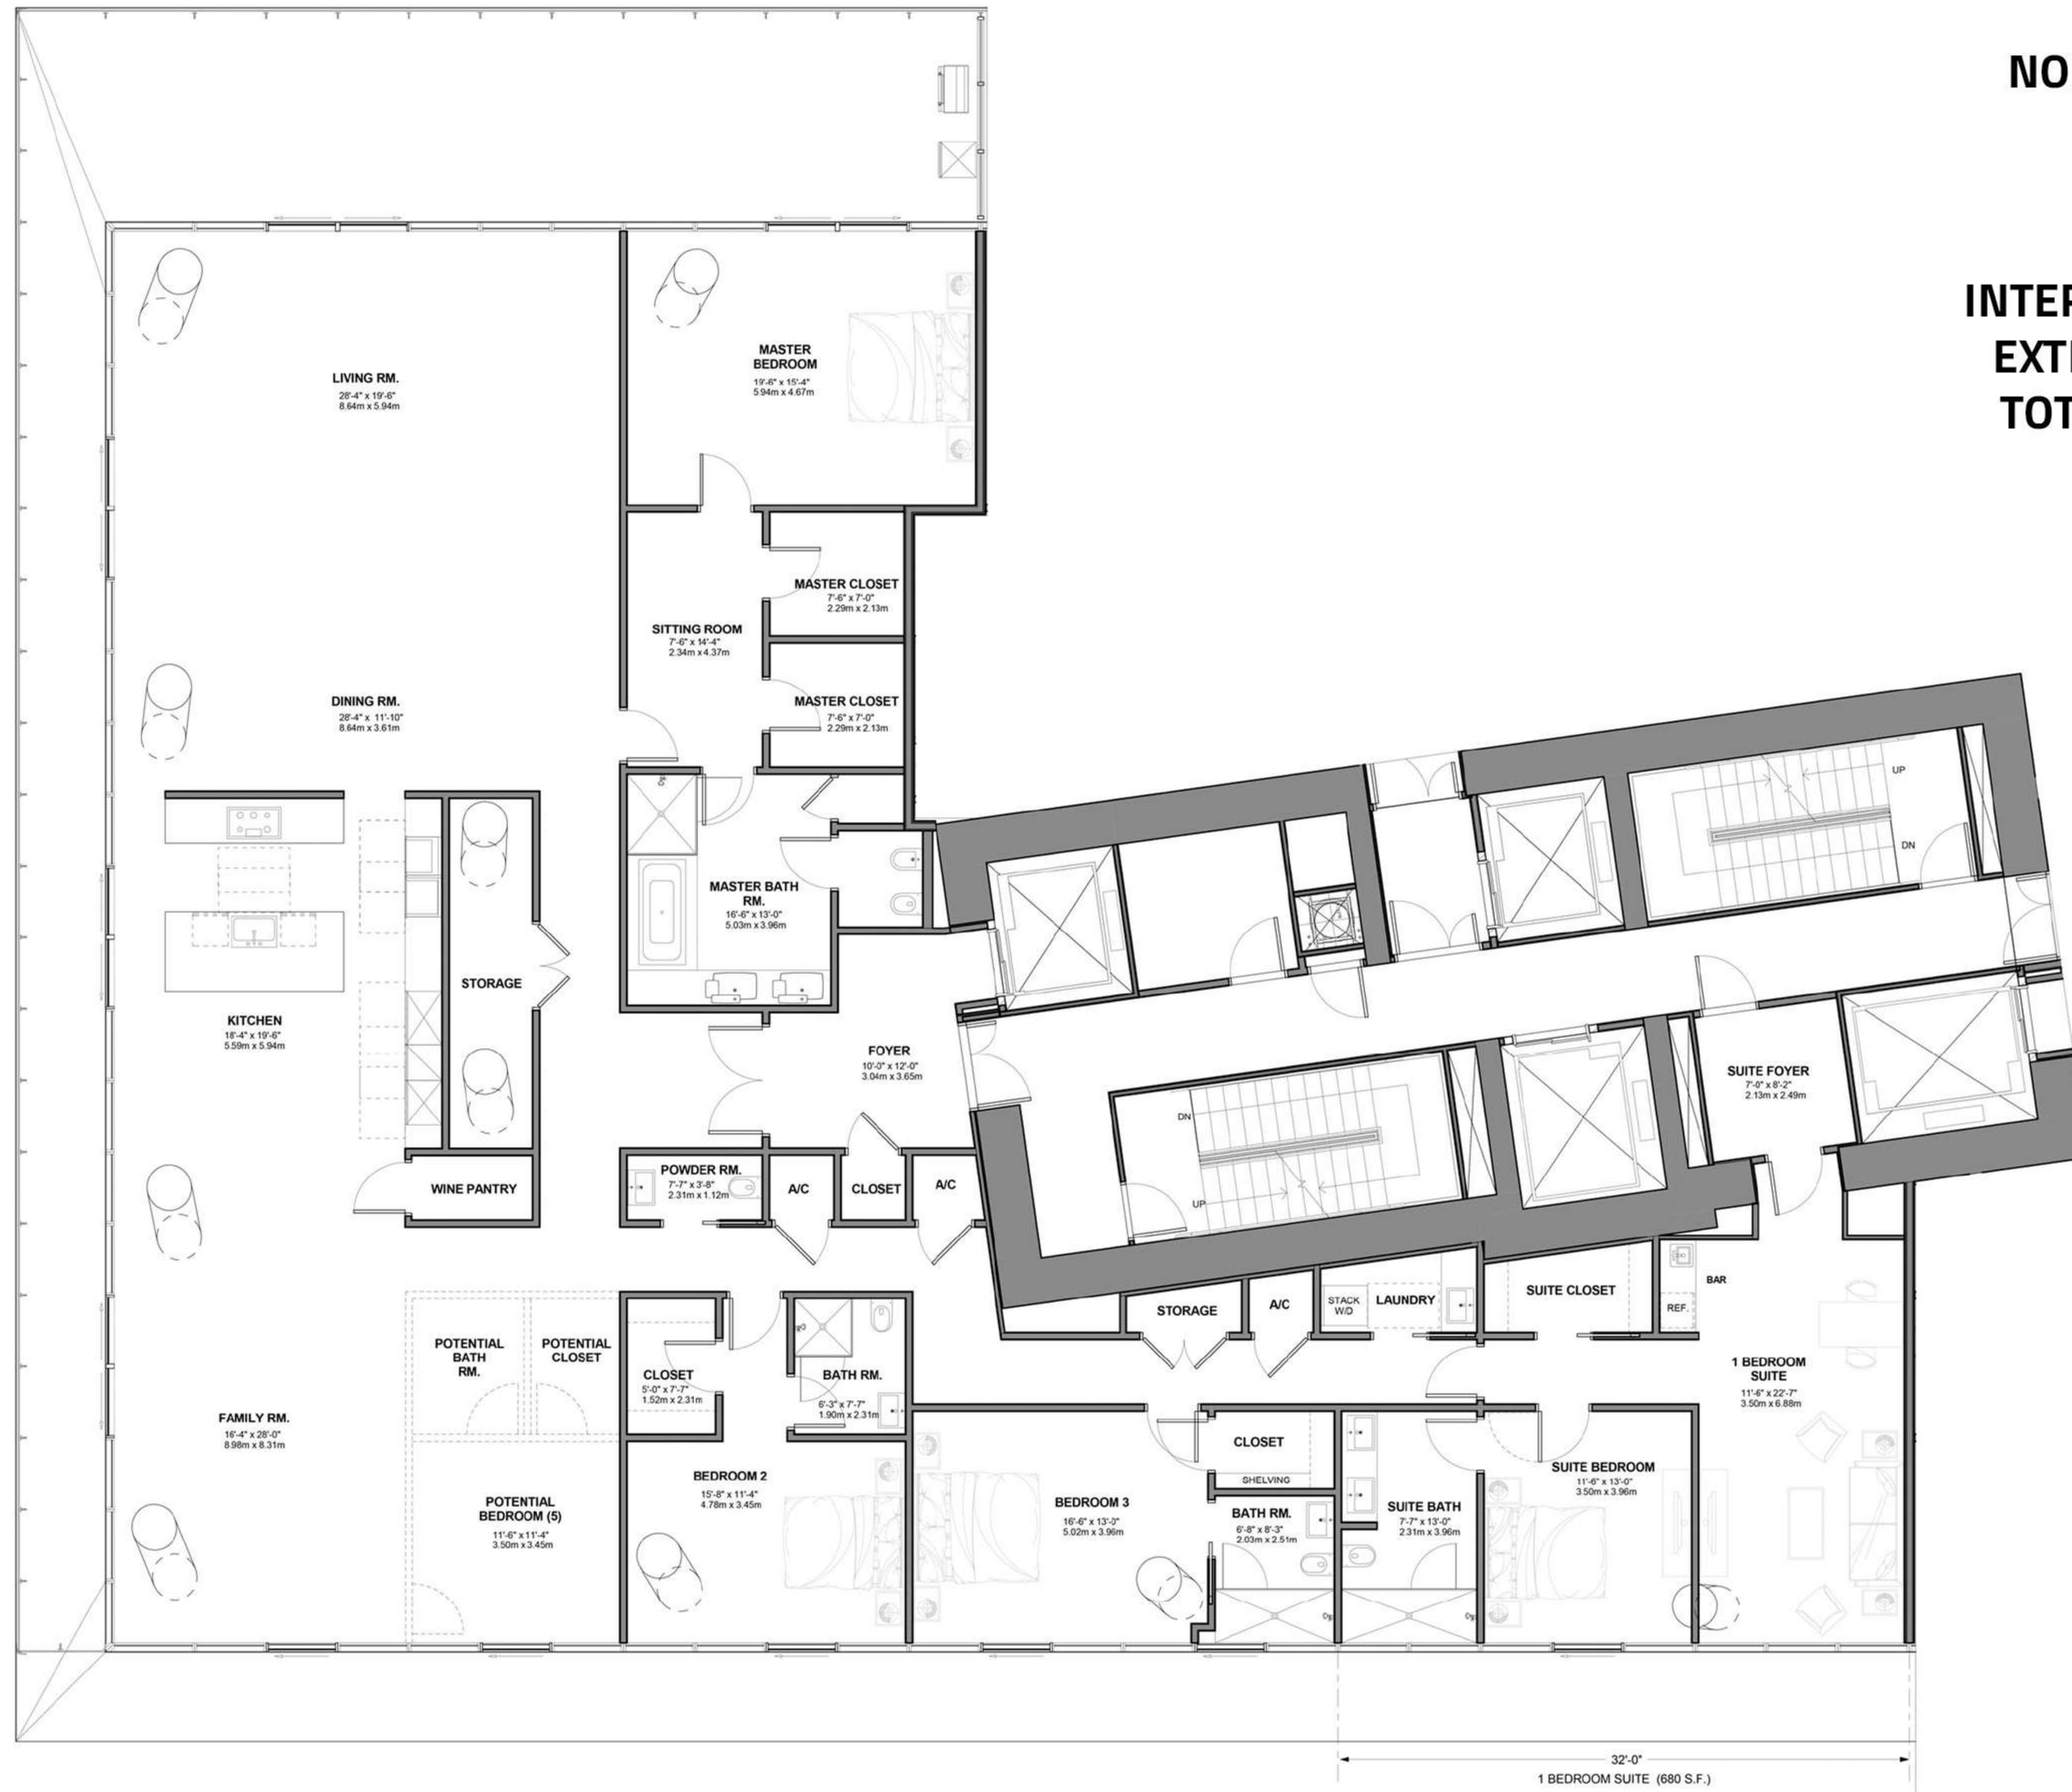 NO
INTER
EXTE
TOT
MASTER
BEDROOM
19'-6" x 15'-4"
5.94m x 4.67m
LIVING RM.
28'-4" x 19'-6"
8.64m x 5.94m
MASTER CLOSET
7'-6" x 7'-0"
2.29m x 2.13m
SITTING ROOM
7'-6" x 14'-4"
2.34m x 4.37m
MASTER CLOSET
7'-6" x 7'-0"
2.29m x 2.13m
DINING RM.
28'-4" x 11'-10"
8.64m x 3.61m
UP
DN
MASTER BATH
RM.
16'-6" x 13'-0"
5.03m x 3.96m
STORAGE
KITCHEN
18'-4" x 19'-6"
5.59m x 5.94m
FOYER
10'-0" x 12'-0"
3.04m x 3.65m
SUITE FOYER
7'-0" x 8'-2"
2.13m x 2.49m
DN
UP
WINE PANTRY
POWDER RM.
7'-7" x 3'-8"
2.31m x 1.12m
A/C
CLOSET
A/C
STORAGE
A/C
STACK
W/D
LAUNDRY
SUITE CLOSET
BAR
REF.
POTENTIAL
BATH
RM.
POTENTIAL
CLOSET
CLOSET
5'-0" x 7'-7"
1.52m x 2.31m
BATH RM.
6'-3" x 7'-7"
1.90m x 2.31m
1 BEDROOM
SUITE
11'-6" x 22'-7"
3.50m x 6.88m
FAMILY RM.
16'-4" x 28'-0"
8.98m x 8.31m
CLOSET
SHELVING
SUITE BEDROOM
11'-6" x 13'-0"
3.50m x 3.96m
BEDROOM 2
15'-8" x 11'-4"
4.78m x 3.45m
POTENTIAL
BEDROOM (5)
11'-6" x 11'-4"
3.50m x 3.45m
BEDROOM 3
16'-6" x 13'-0"
5.02m x 3.96m
BATH RM.
6'-8" x 8'-3"
2.03m x 2.51m
SUITE BATH
7'-7" x 13'-0"
2.31m x 3.96m
32'-0"
1 BEDROOM SUITE (680 S.F.)